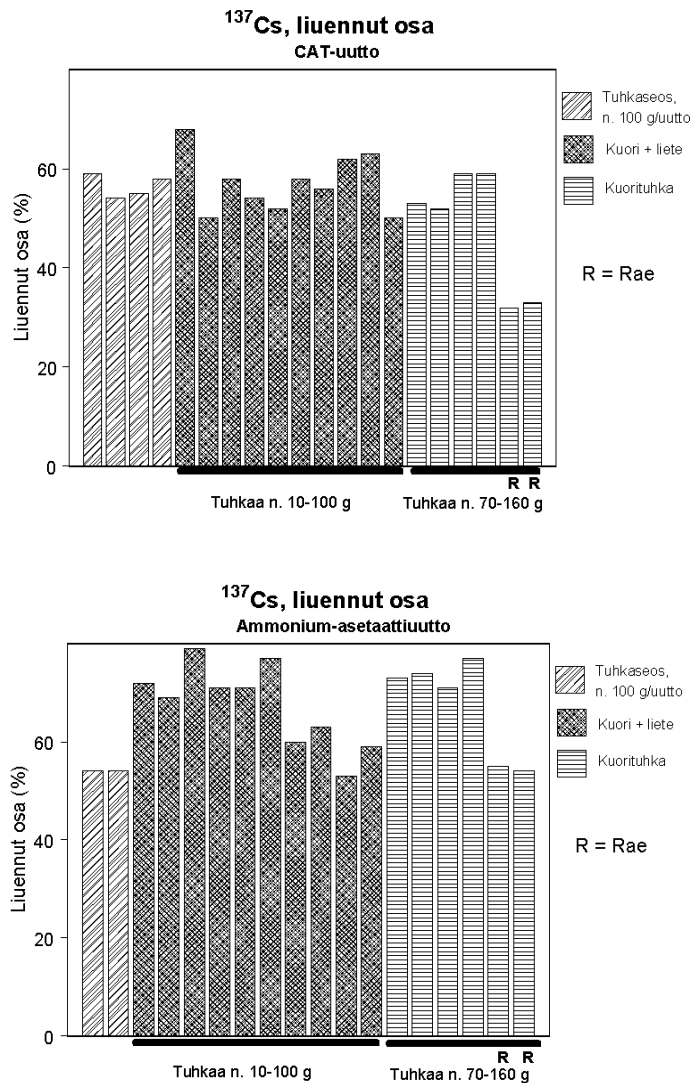 ¹³⁷Cs, liuennut osa
CAT-uutto
Liuennut osa (%)
60
40
20
0
Tuhkaseos,
n. 100 g/uutto
Kuori + liete
Kuorituhka
R = Rae
R R
Tuhkaa n. 10-100 g
Tuhkaa n. 70-160 g
¹³⁷Cs, liuennut osa
Ammonium-asetaattiuutto
Liuennut osa (%)
60
40
20
0
Tuhkaseos,
n. 100 g/uutto
Kuori + liete
Kuorituhka
R = Rae
R R
Tuhkaa n. 10-100 g
Tuhkaa n. 70-160 g